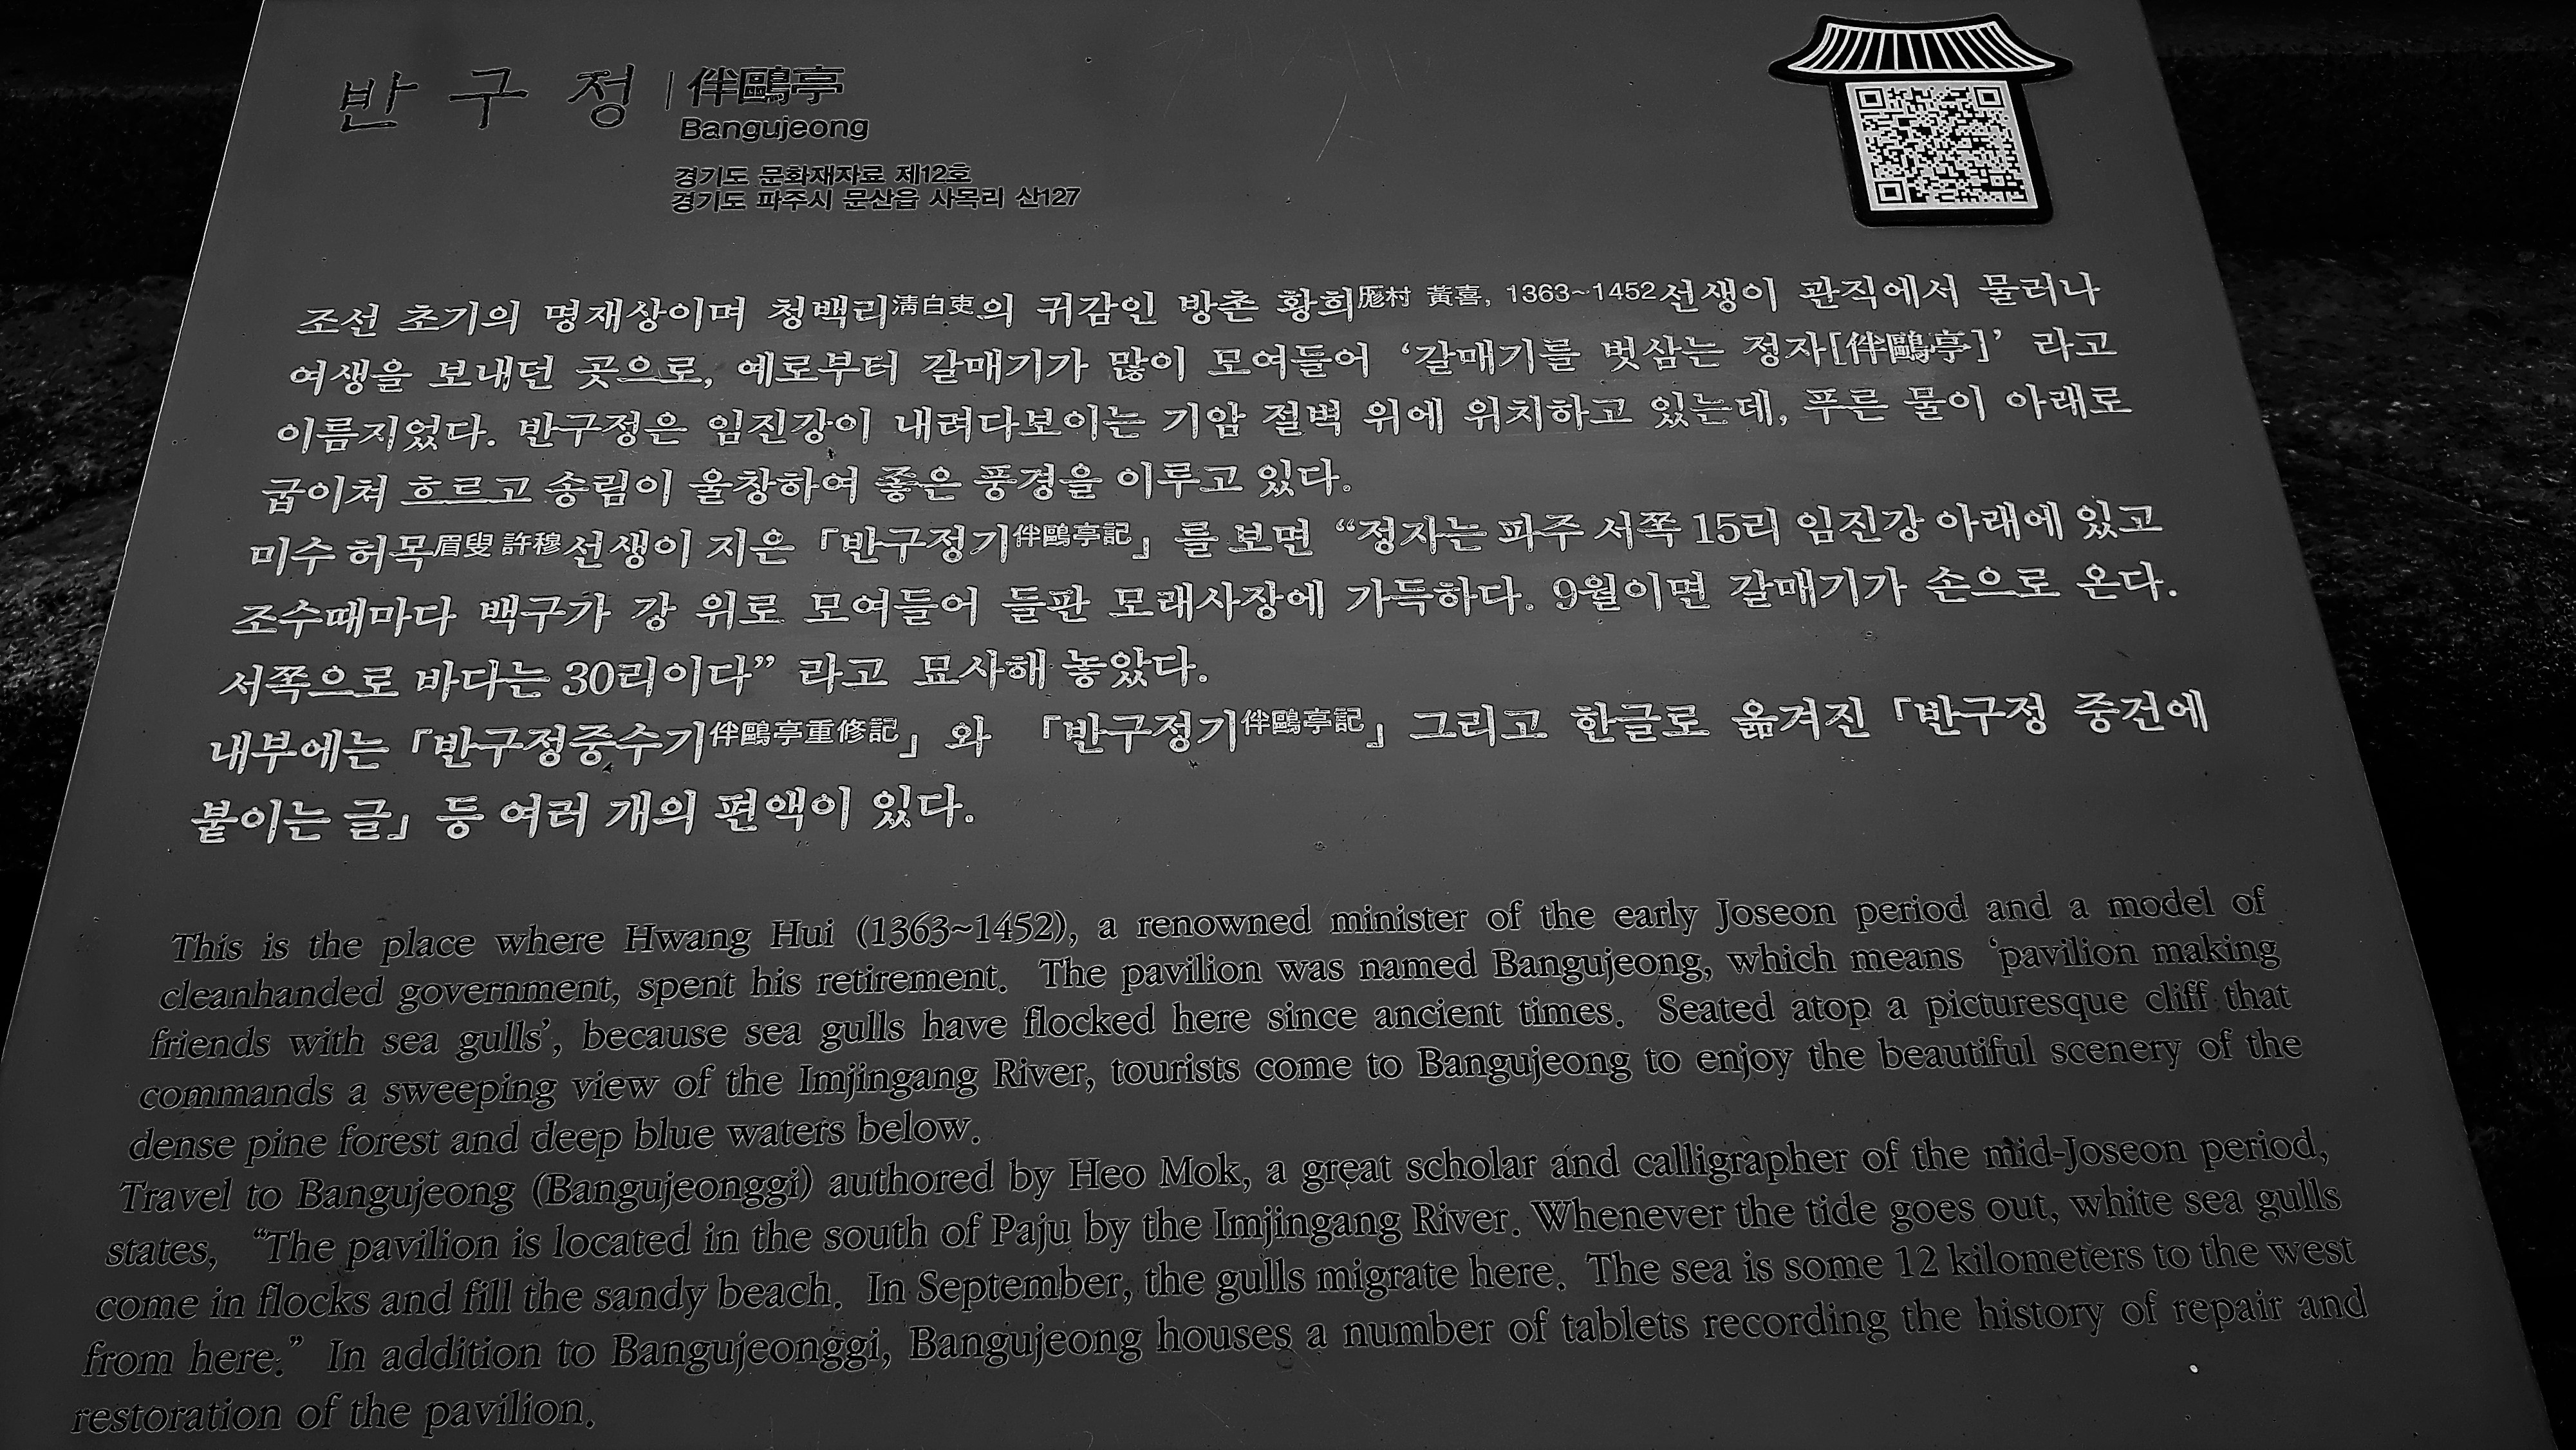 반구정 | 伴鷗亭
Bangujeong
경기도 문화재자료 제12호
경기도 파주시 문산읍 사목리 산127
조선 초기의 명재상이며 청백리淸白吏의 귀감인 방촌 황희厖村 黃喜, 1363~1452선생이 관직에서 물러나
여생을 보내던 곳으로, 예로부터 갈매기가 많이 모여들어 ‘갈매기를 벗삼는 정자[伴鷗亭]’ 라고
이름지었다. 반구정은 임진강이 내려다보이는 기암 절벽 위에 위치하고 있는데, 푸른 물이 아래로
굽이쳐 흐르고 송림이 울창하여 좋은 풍경을 이루고 있다.
미수 허목眉叟 許穆선생이 지은 「반구정기伴鷗亭記」를 보면 “정자는 파주 서쪽 15리 임진강 아래에 있고
조수때마다 백구가 강 위로 모여들어 들판 모래사장에 가득하다. 9월이면 갈매기가 손으로 온다.
서쪽으로 바다는 30리이다” 라고 묘사해 놓았다.
내부에는 「반구정중수기伴鷗亭重修記」 와 「반구정기伴鷗亭記」 그리고 한글로 옮겨진 「반구정 중건에
붙이는 글」 등 여러 개의 편액이 있다.
This is the place where Hwang Hui (1363~1452), a renowned minister of the early Joseon period and a model of
cleanhanded government, spent his retirement. The pavilion was named Bangujeong, which means ‘pavilion making
friends with sea gulls’, because sea gulls have flocked here since ancient times. Seated atop a picturesque cliff that
commands a sweeping view of the Imjingang River, tourists come to Bangujeong to enjoy the beautiful scenery of the
dense pine forest and deep blue waters below.
Travel to Bangujeong (Bangujeonggi) authored by Heo Mok, a great scholar and calligrapher of the mid-Joseon period,
states, “The pavilion is located in the south of Paju by the Imjingang River. Whenever the tide goes out, white sea gulls
come in flocks and fill the sandy beach. In September, the gulls migrate here. The sea is some 12 kilometers to the west
from here.” In addition to Bangujeonggi, Bangujeong houses a number of tablets recording the history of repair and
restoration of the pavilion.